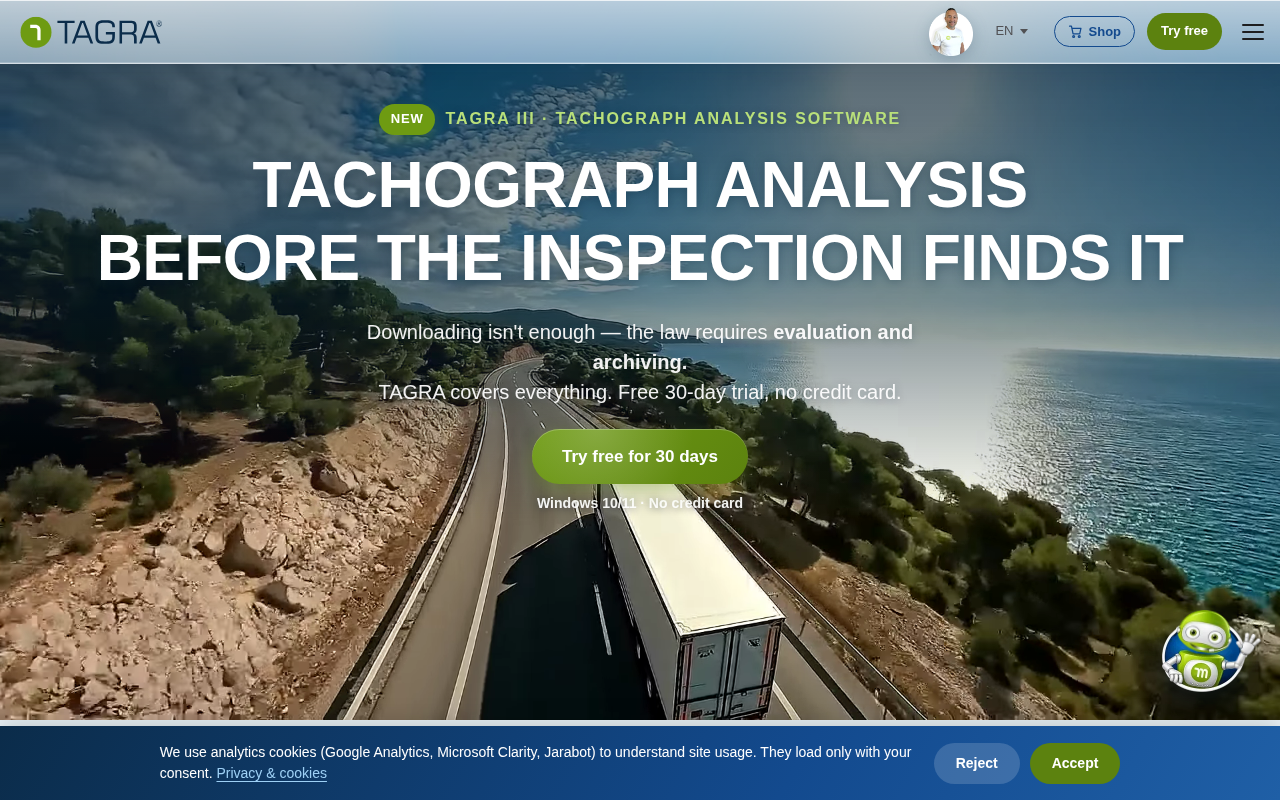 TAGRA®
EN
Shop
Try free
NEW
TAGRA III · TACHOGRAPH ANALYSIS SOFTWARE
TACHOGRAPH ANALYSIS
BEFORE THE INSPECTION FINDS IT
Downloading isn't enough — the law requires evaluation and
archiving.
TAGRA covers everything. Free 30-day trial, no credit card.
Try free for 30 days
Windows 10/11 · No credit card
We use analytics cookies (Google Analytics, Microsoft Clarity, Jarabot) to understand site usage. They load only with your
consent. Privacy & cookies
Reject
Accept